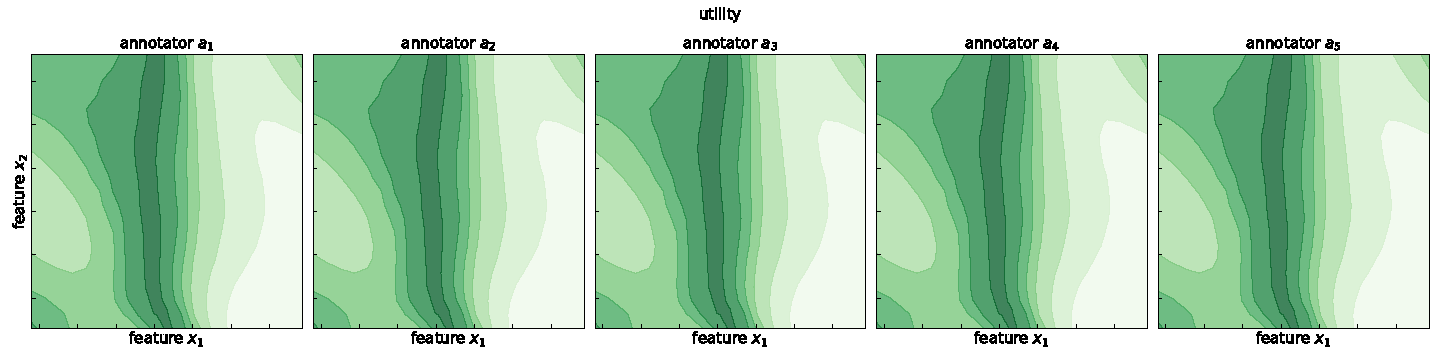 utility
annotator a₁ annotator a₂ annotator a₃ annotator a₄ annotator a₅
feature x₂
feature x₁ feature x₁ feature x₁ feature x₁ feature x₁